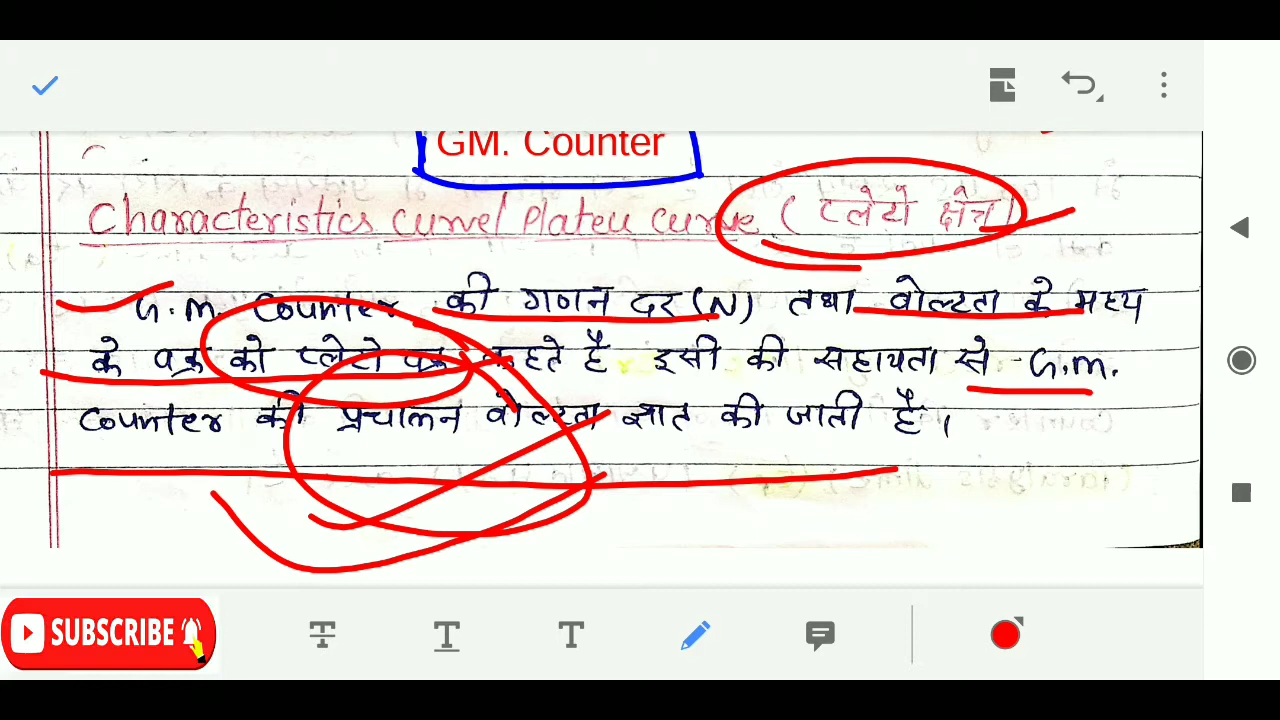 GM. Counter
Characteristics curve/ Plateu curve ( प्लेटो क्षेत्र)
G.M. Counter की गणन दर (N) तथा वोल्टता के मध्य
के वक्र को प्लेटो वक्र कहते है इसी की सहायता से G.M.
Counter की प्रचालन वोल्टता ज्ञात की जाती है।
SUBSCRIBE